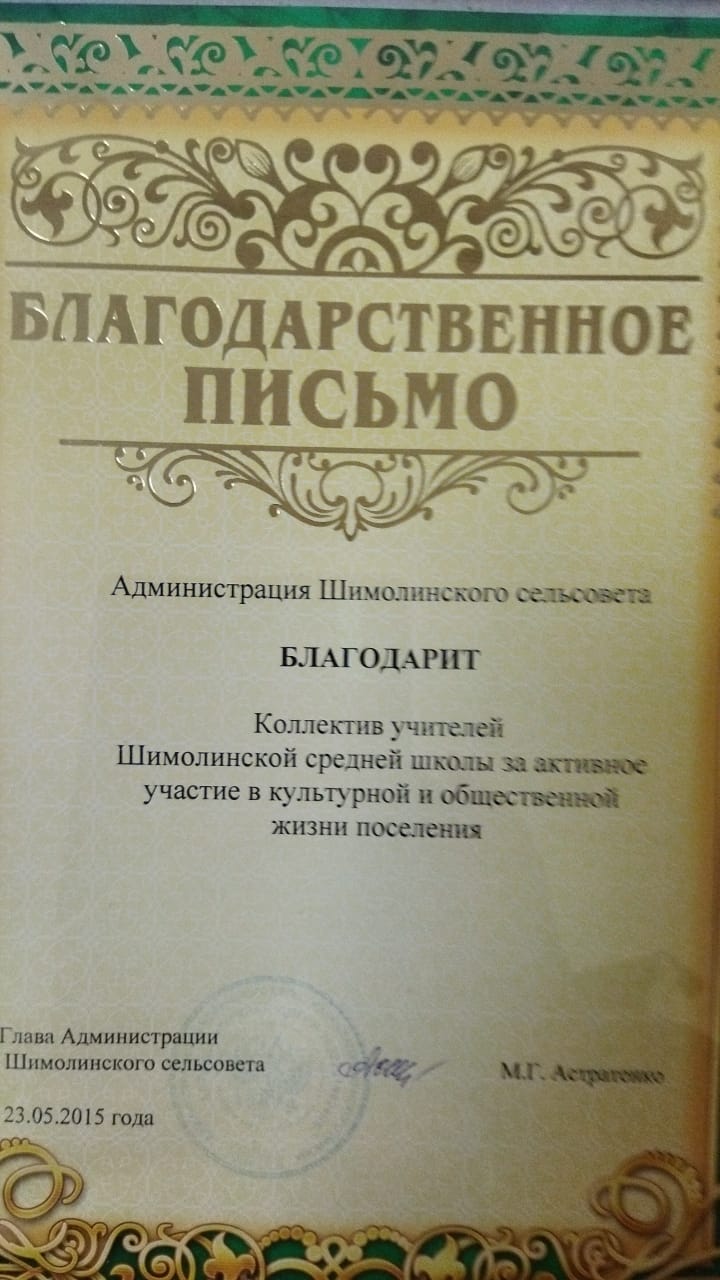 БЛАГОДАРСТВЕННОЕ
ПИСЬМО
Администрация Шимолинского сельсовета
БЛАГОДАРИТ
Коллектив учителей
Шимолинской средней школы за активное
участие в культурной и общественной
жизни поселения
Глава Администрации
Шимолинского сельсовета
М.Г. Астратенко
23.05.2015 года